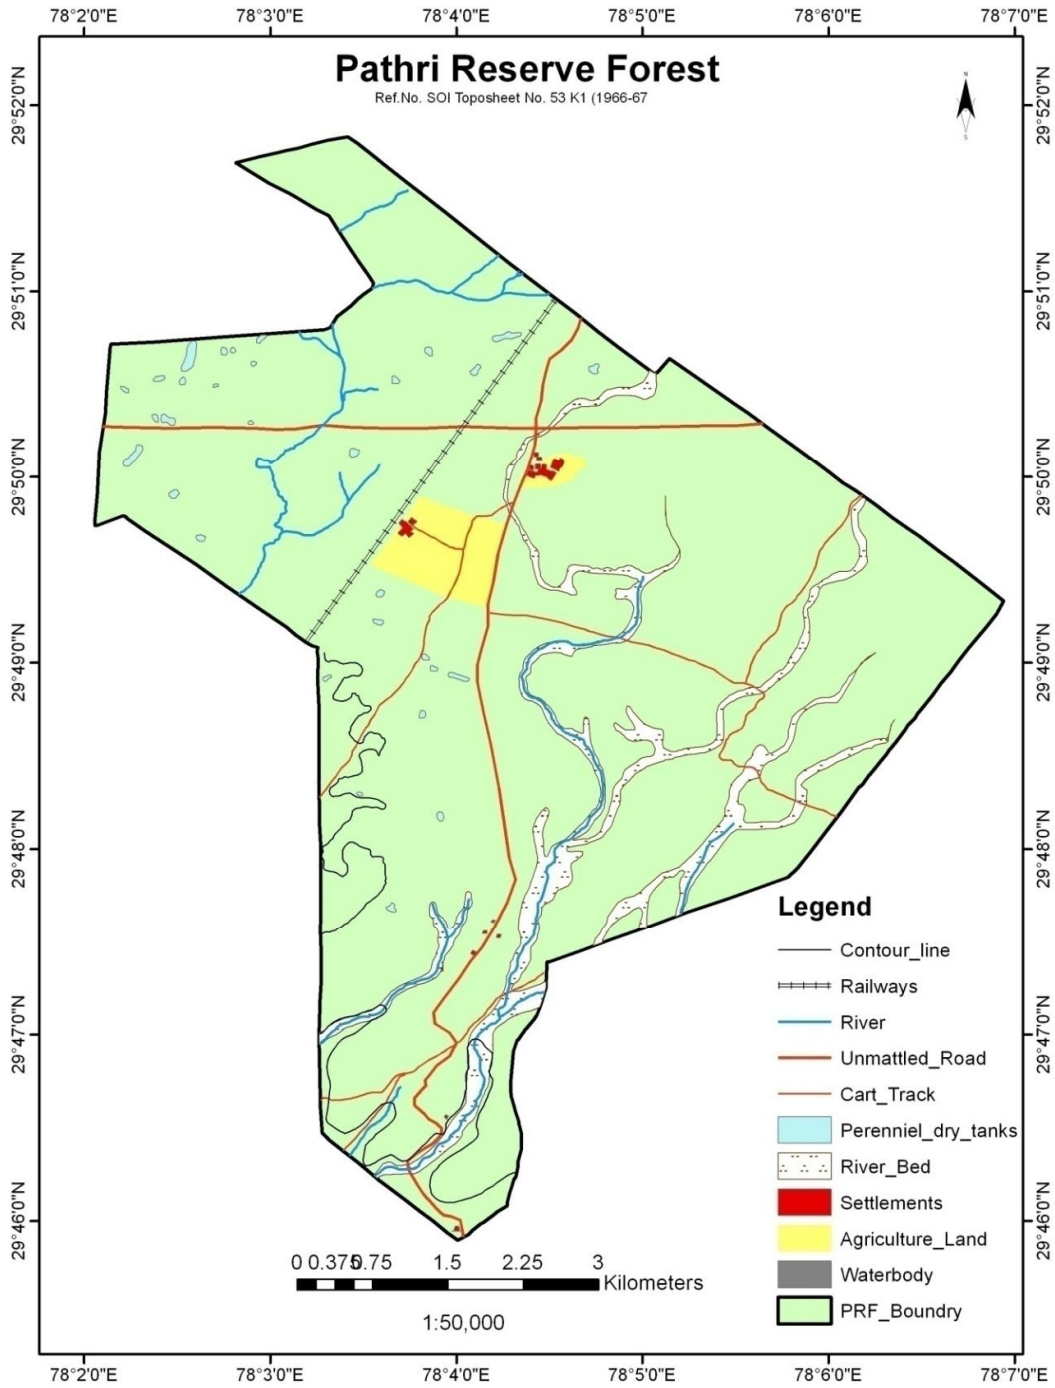 78°2'0"E 78°3'0"E 78°4'0"E 78°5'0"E 78°6'0"E 78°7'0"E
Pathri Reserve Forest
Ref.No. SOI Toposheet No. 53 K1 (1966-67
N
S
29°52'0"N 29°52'0"N
29°51'0"N 29°51'0"N
29°50'0"N 29°50'0"N
29°49'0"N 29°49'0"N
29°48'0"N 29°48'0"N
29°47'0"N 29°47'0"N
29°46'0"N 29°46'0"N
Legend
Contour_line
Railways
River
Unmattled_Road
Cart_Track
Perenniel_dry_tanks
River_Bed
Settlements
Agriculture_Land
Waterbody
PRF_Boundry
0 0.375 0.75 1.5 2.25 3
Kilometers
1:50,000
78°2'0"E 78°3'0"E 78°4'0"E 78°5'0"E 78°6'0"E 78°7'0"E